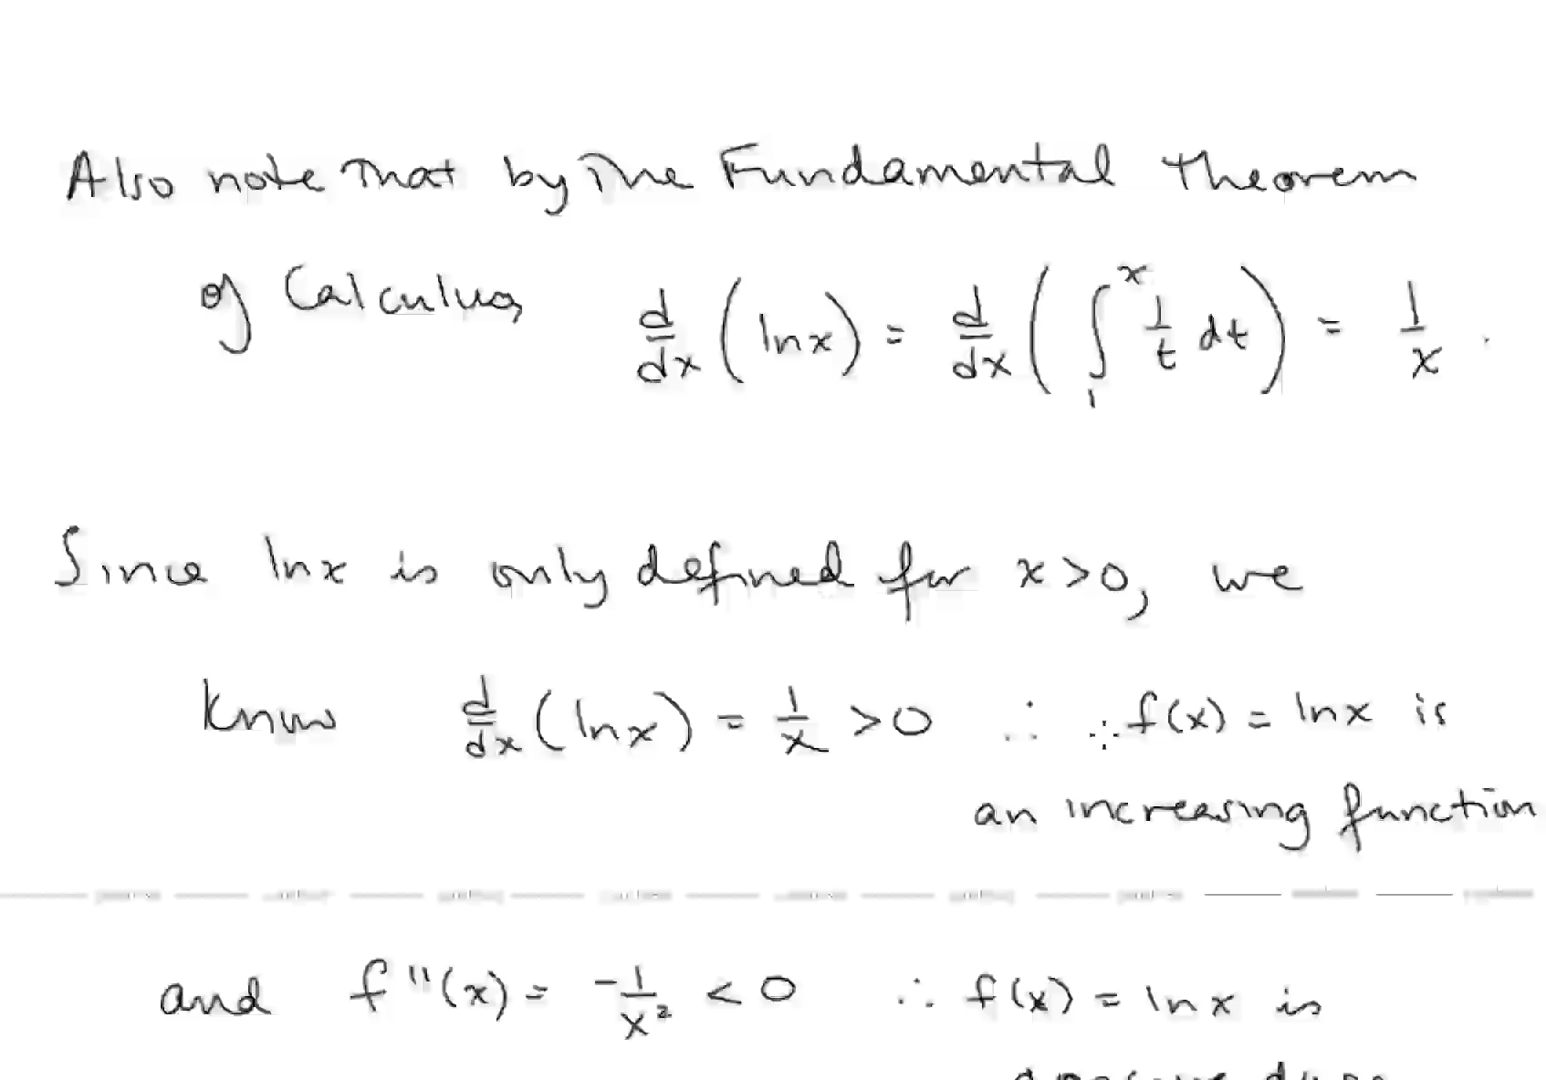 Also note that by the Fundamental Theorem
of Calculus, d/dx (ln x) = d/dx ( ∫₁ˣ 1/t dt ) = 1/x .
Since ln x is only defined for x > 0, we
know d/dx (ln x) = 1/x > 0 ∴ ∴ f(x) = ln x is
an increasing function
and f''(x) = -1/x² < 0 ∴ f(x) = ln x is